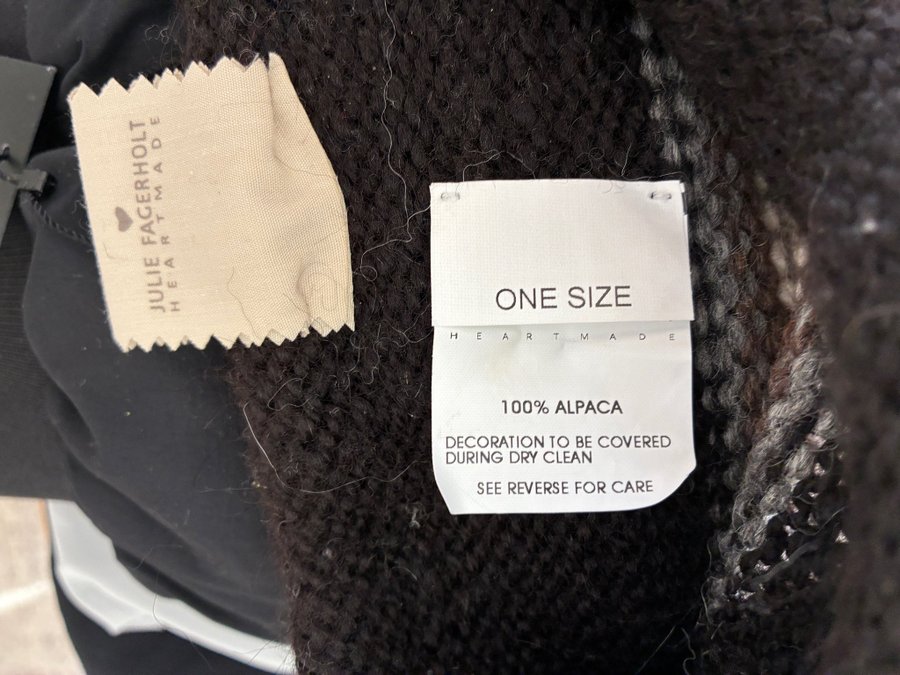 JULIE FAGERHOLT
HEARTMADE
ONE SIZE
HEARTMADE
100% ALPACA
DECORATION TO BE COVERED
DURING DRY CLEAN
SEE REVERSE FOR CARE